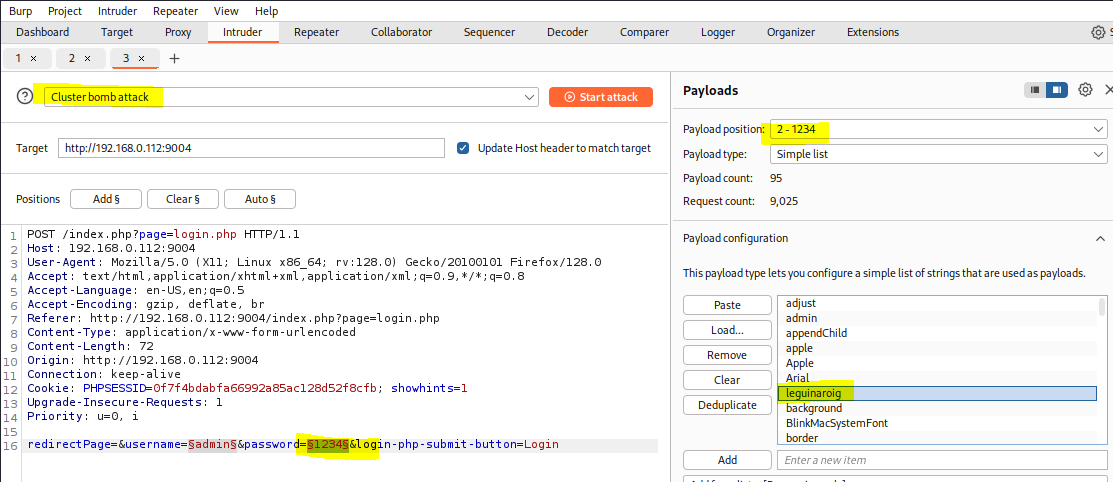 Burp Project Intruder Repeater View Help
Dashboard Target Proxy Intruder Repeater Collaborator Sequencer Decoder Comparer Logger Organizer Extensions
1 × 2 × 3 × +
Cluster bomb attack
Start attack
Target http://192.168.0.112:9004 Update Host header to match target
Positions Add § Clear § Auto §
1 POST /index.php?page=login.php HTTP/1.1
2 Host: 192.168.0.112:9004
3 User-Agent: Mozilla/5.0 (X11; Linux x86_64; rv:128.0) Gecko/20100101 Firefox/128.0
4 Accept: text/html,application/xhtml+xml,application/xml;q=0.9,*/*;q=0.8
5 Accept-Language: en-US,en;q=0.5
6 Accept-Encoding: gzip, deflate, br
7 Referer: http://192.168.0.112:9004/index.php?page=login.php
8 Content-Type: application/x-www-form-urlencoded
9 Content-Length: 72
10 Origin: http://192.168.0.112:9004
11 Connection: keep-alive
12 Cookie: PHPSESSID=0f7f4bdabfa66992a85ac128d52f8cfb; showhints=1
13 Upgrade-Insecure-Requests: 1
14 Priority: u=0, i
15
16 redirectPage=&username=§admin§&password=§1234§&login-php-submit-button=Login
Payloads
Payload position: 2 - 1234
Payload type: Simple list
Payload count: 95
Request count: 9,025
Payload configuration
This payload type lets you configure a simple list of strings that are used as payloads.
Paste
Load...
Remove
Clear
Deduplicate
adjust
admin
appendChild
apple
Apple
Arial
leguinaroig
background
BlinkMacSystemFont
border
Add Enter a new item